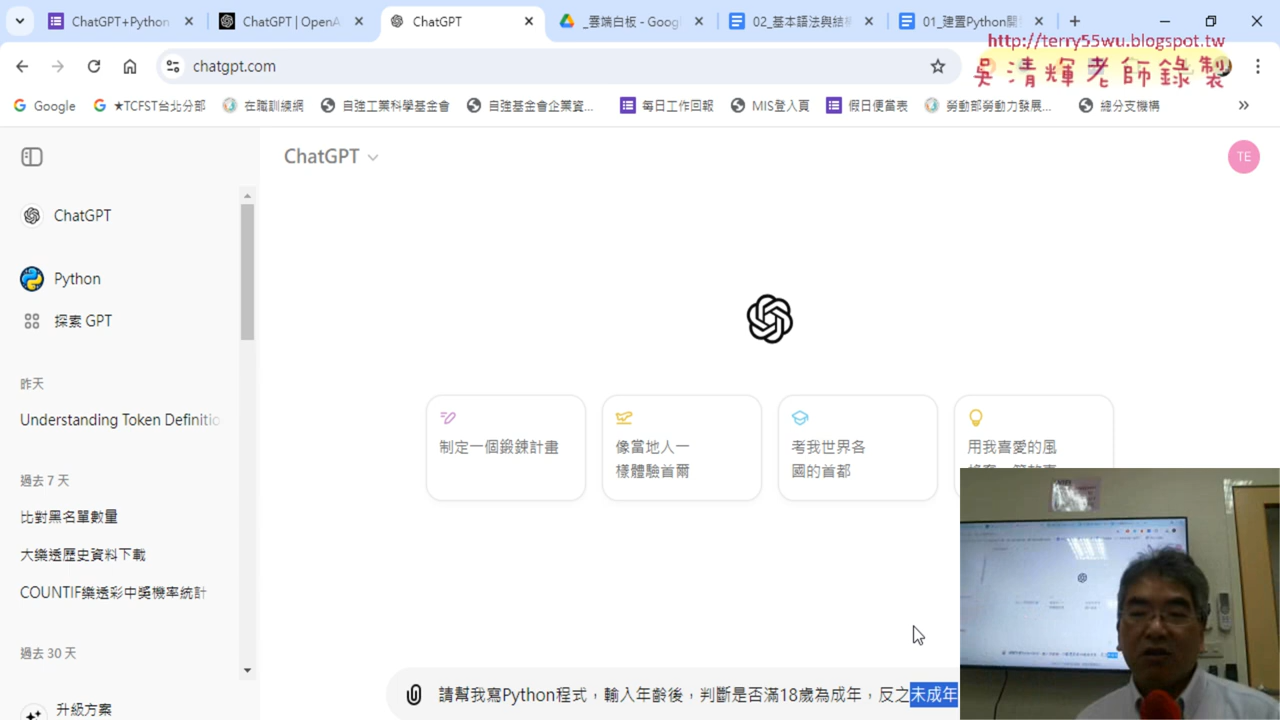 ChatGPT+Python
ChatGPT | OpenA
ChatGPT
_雲端白板 - Googl
02_基本語法與結構
01_建置Python開
http://terry55wu.blogspot.tw
吳清輝老師錄製
chatgpt.com
Google
★TCFST台北分部
在職訓練網
自強工業科學基金會
自強基金會企業資...
每日工作回報
MIS登入頁
假日便當表
勞動部勞動力發展...
總分支機構
ChatGPT
TE
ChatGPT
Python
探索 GPT
昨天
Understanding Token Definitio
過去 7 天
比對黑名單數量
大樂透歷史資料下載
COUNTIF樂透彩中獎機率統計
過去 30 天
升級方案
制定一個鍛鍊計畫
像當地人一
樣體驗首爾
考我世界各
國的首都
用我喜愛的風
請幫我寫Python程式，輸入年齡後，判斷是否滿18歲為成年，反之未成年